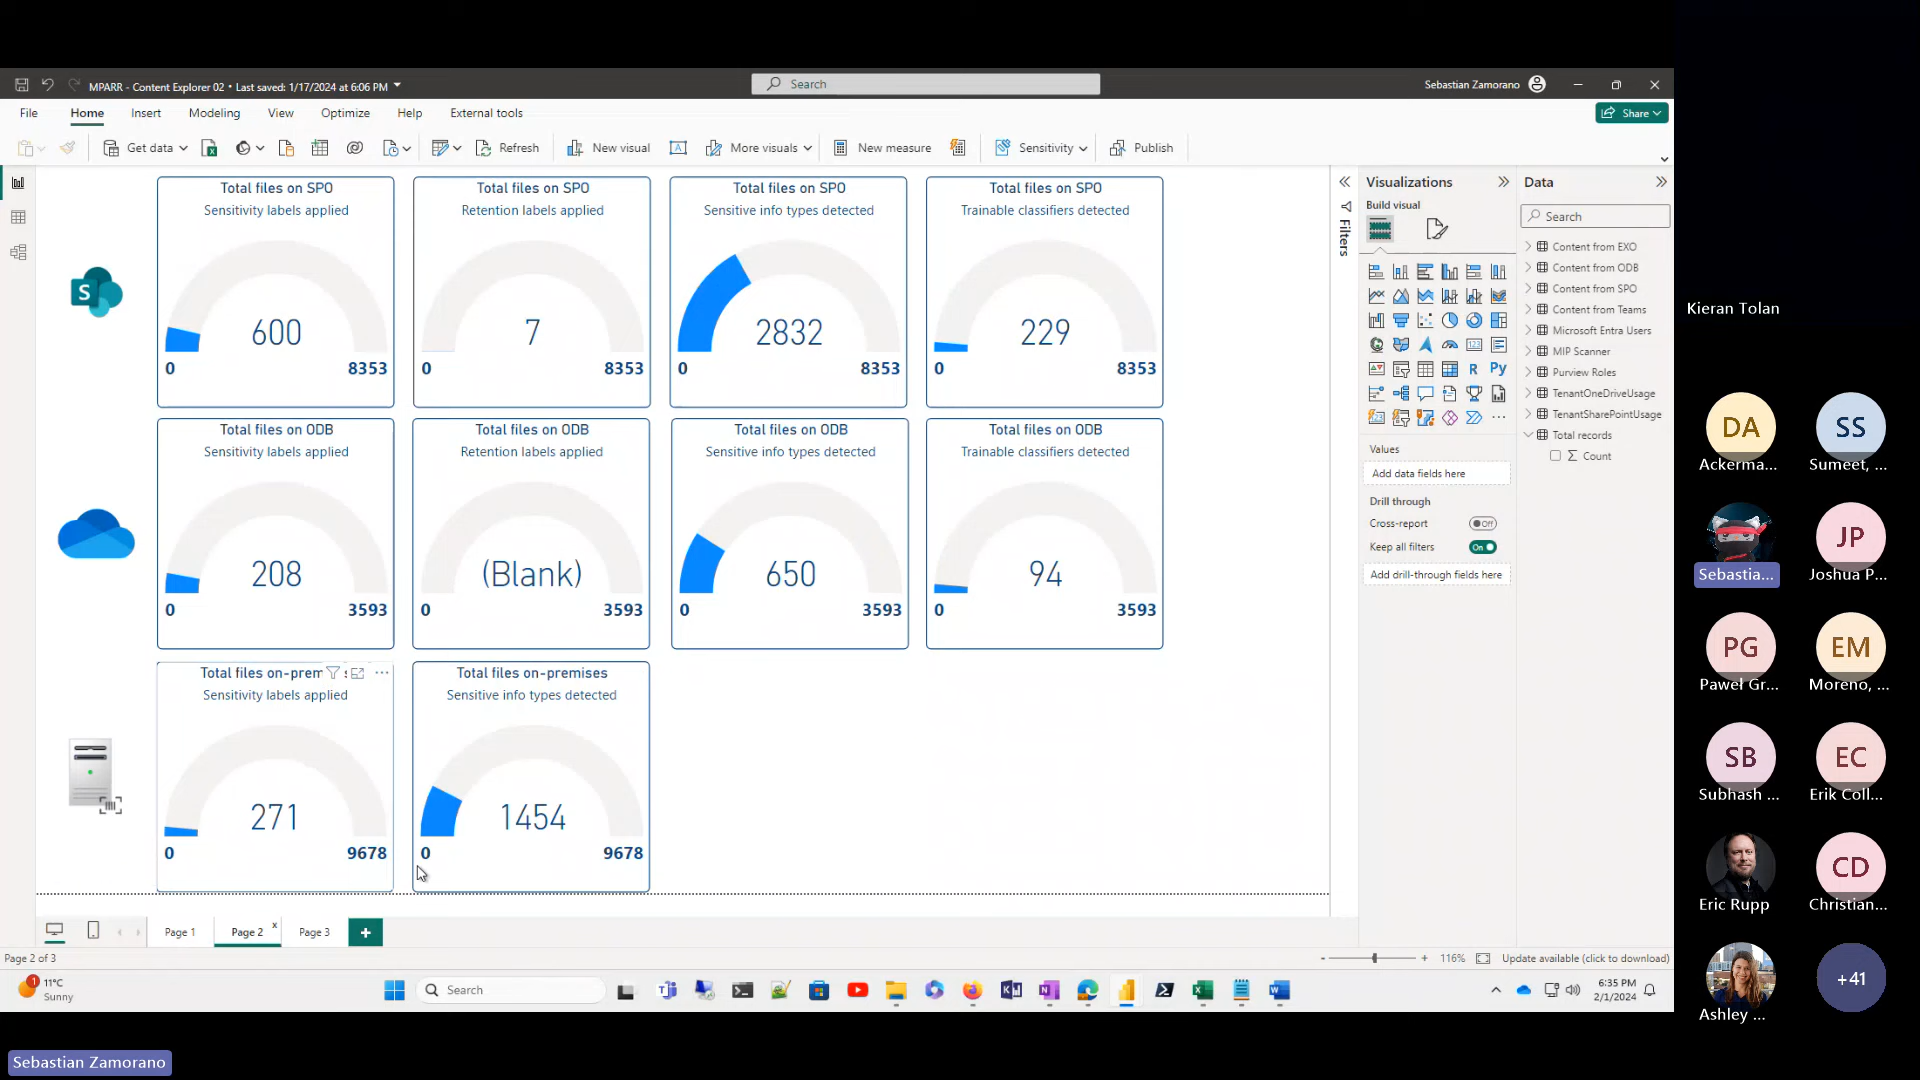 MPARR - Content Explorer 02 • Last saved: 1/17/2024 at 6:06 PM
Search
Sebastian Zamorano
File Home Insert Modeling View Optimize Help External tools
Share
Get data
Refresh
New visual
More visuals
New measure
Sensitivity
Publish
Total files on SPO
Sensitivity labels applied
600
0 8353
Total files on SPO
Retention labels applied
7
0 8353
Total files on SPO
Sensitive info types detected
2832
0 8353
Total files on SPO
Trainable classifiers detected
229
0 8353
S
Total files on ODB
Sensitivity labels applied
208
0 3593
Total files on ODB
Retention labels applied
(Blank)
0 3593
Total files on ODB
Sensitive info types detected
650
0 3593
Total files on ODB
Trainable classifiers detected
94
0 3593
Total files on-prem
Sensitivity labels applied
271
0 9678
Total files on-premises
Sensitive info types detected
1454
0 9678
Filters
Visualizations
Build visual
123
R
Py
Values
Add data fields here
Drill through
Cross-report
Off
Keep all filters
On
Add drill-through fields here
Data
Search
Content from EXO
Content from ODB
Content from SPO
Content from Teams
Microsoft Entra Users
MIP Scanner
Purview Roles
TenantOneDriveUsage
TenantSharePointUsage
Total records
Σ Count
Page 1
Page 2
x
Page 3
+
Page 2 of 3
- + 116%
Update available (click to download)
1
11°C
Sunny
Search
6:35 PM
2/1/2024
Kieran Tolan
DA
Ackerma...
SS
Sumeet, ...
Sebastia...
JP
Joshua P...
PG
Paweł Gr...
EM
Moreno, ...
SB
Subhash ...
EC
Erik Coll...
Eric Rupp
CD
Christian...
Ashley ...
+41
Sebastian Zamorano